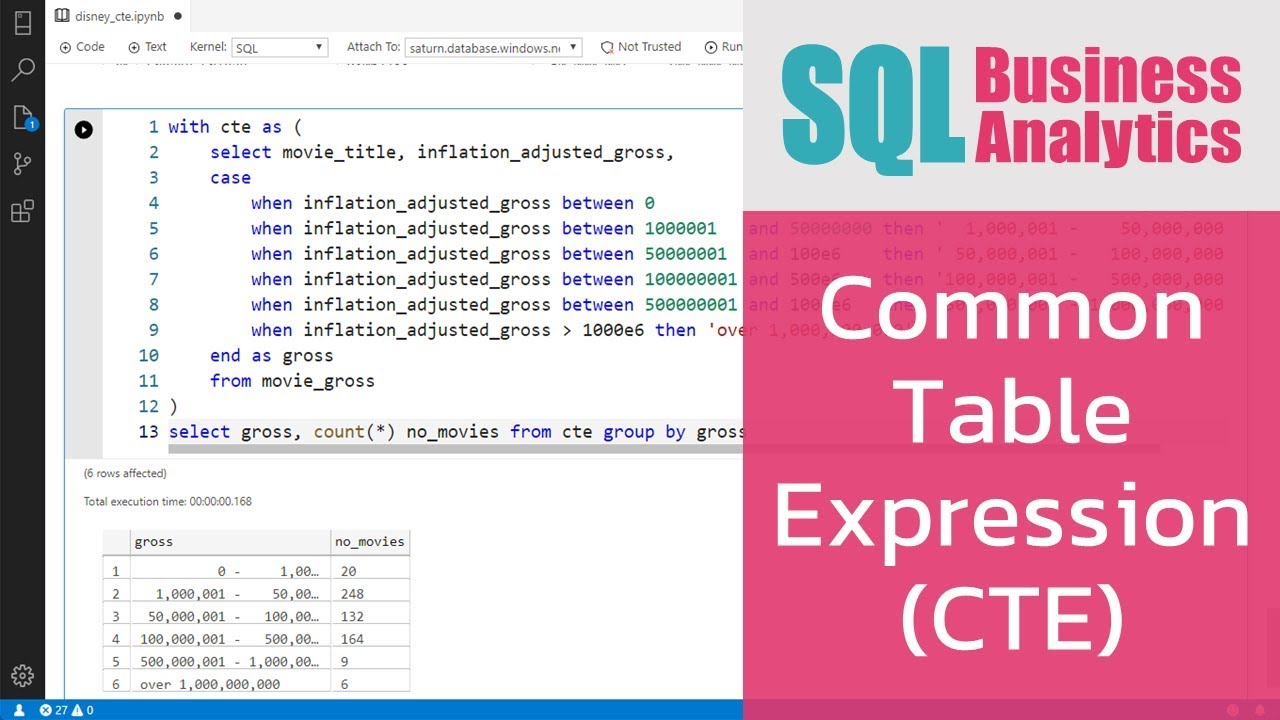 disney_cte.ipynb
Code Text Kernel: SQL Attach To: saturn.database.windows.n Not Trusted Run
1 with cte as (
2 select movie_title, inflation_adjusted_gross,
3 case
4 when inflation_adjusted_gross between 0
5 when inflation_adjusted_gross between 1000001 and 50000000 then ' 1,000,001 - 50,000,000
6 when inflation_adjusted_gross between 50000001 and 100e6 then ' 50,000,001 - 100,000,000
7 when inflation_adjusted_gross between 100000001 and 500e6 then '100,000,001 - 500,000,000
8 when inflation_adjusted_gross between 500000001 and
9 when inflation_adjusted_gross > 1000e6 then 'over 1,
10 end as gross
11 from movie_gross
12 )
13 select gross, count(*) no_movies from cte group by gross
(6 rows affected)
Total execution time: 00:00:00.168
gross no_movies
1 0 - 1,00… 20
2 1,000,001 - 50,00… 248
3 50,000,001 - 100,00… 132
4 100,000,001 - 500,00… 164
5 500,000,001 - 1,000,00… 9
6 over 1,000,000,000 6
27 0
1
SQL Business
Analytics
Common
Table
Expression
(CTE)